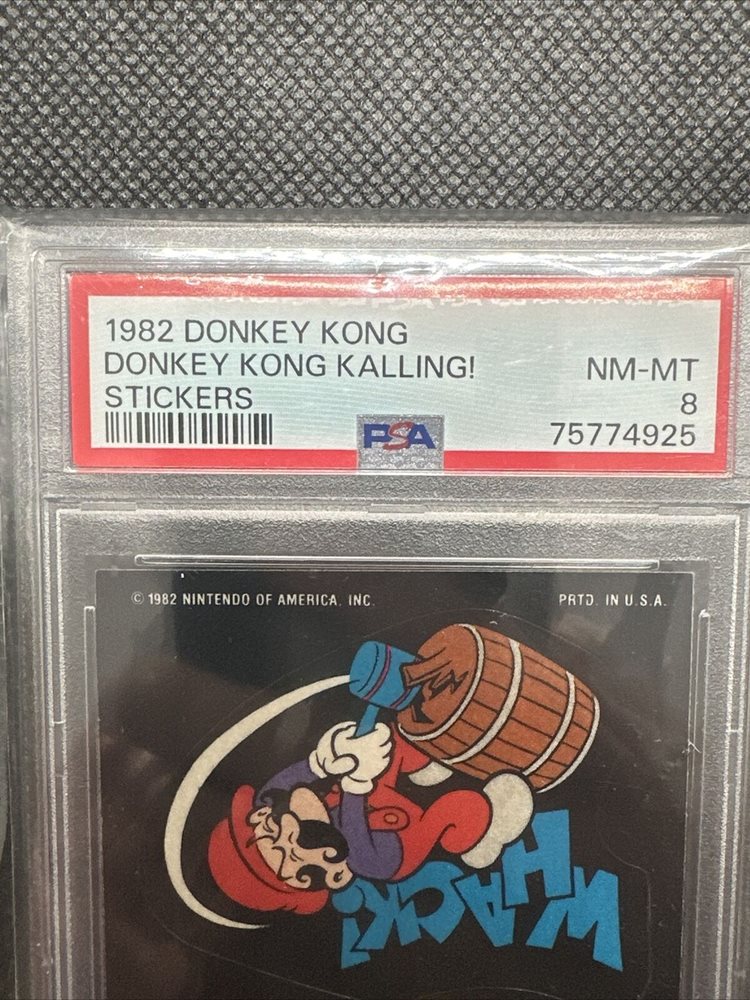 1982 DONKEY KONG
DONKEY KONG KALLING!
STICKERS
NM-MT
8
75774925
PSA
© 1982 NINTENDO OF AMERICA, INC.
PRTD. IN U.S.A.
WHACK!